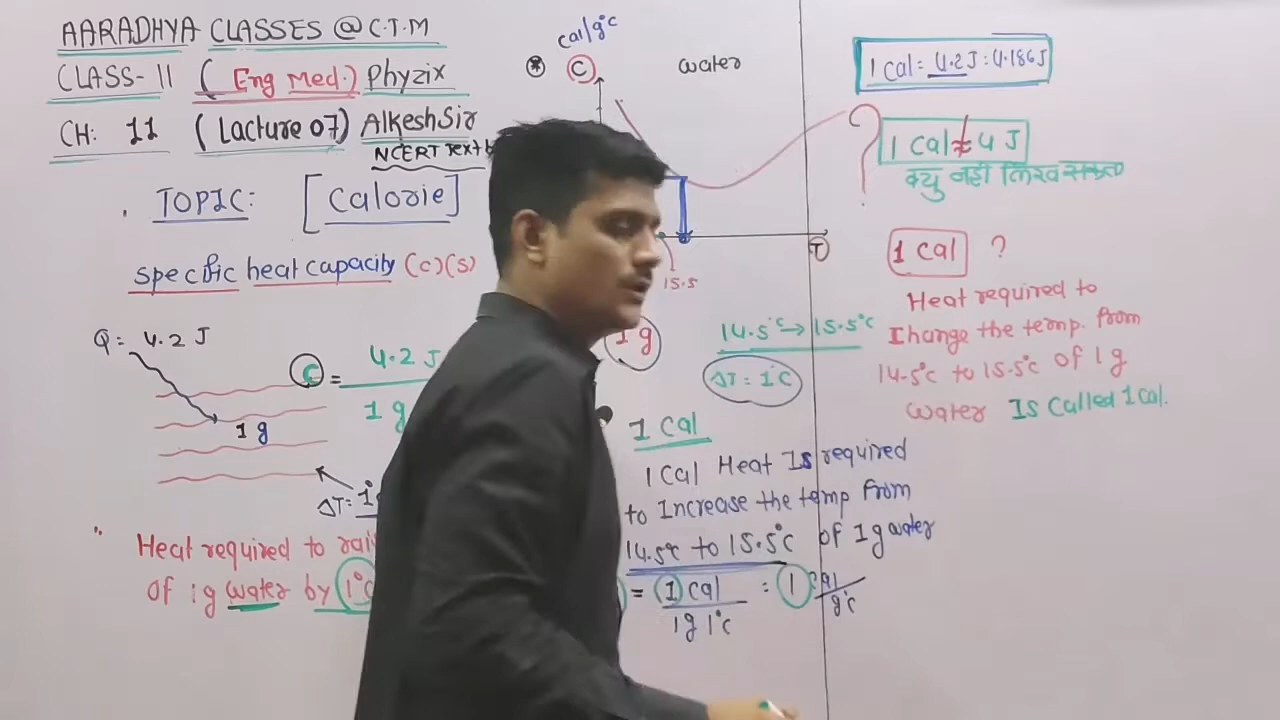 AARADHYA CLASSES @ C.T.M
CLASS-11 ( Eng Med.) Phyzix
CH: 11 (Lacture 07) Alkesh Sir
NCERT Text b
TOPIC: [Calorie]
specific heat capacity (c)(s)
Q = 4.2 J
1 g
ΔT = 1°
C = 4.2 J
1 g
" Heat required to rai
Of 1g water by 1°C
Cal/g°C
* C water
15.5
T
1 g
14.5°C → 15.5°C
ΔT = 1°C
1 Cal
1 Cal Heat Is required
to Increase the temp from
14.5°C to 15.5°C of 1g water
= 1 Cal : 1 Cal
1g 1°C g°C
1 Cal = 4.2 J = 4.186 J
1 Cal ≠ 4 J
क्यु नही लिख सकते
?
1 Cal ?
Heat required to
Change the temp. from
14.5°C to 15.5°C Of 1g
water Is Called 1 Cal.